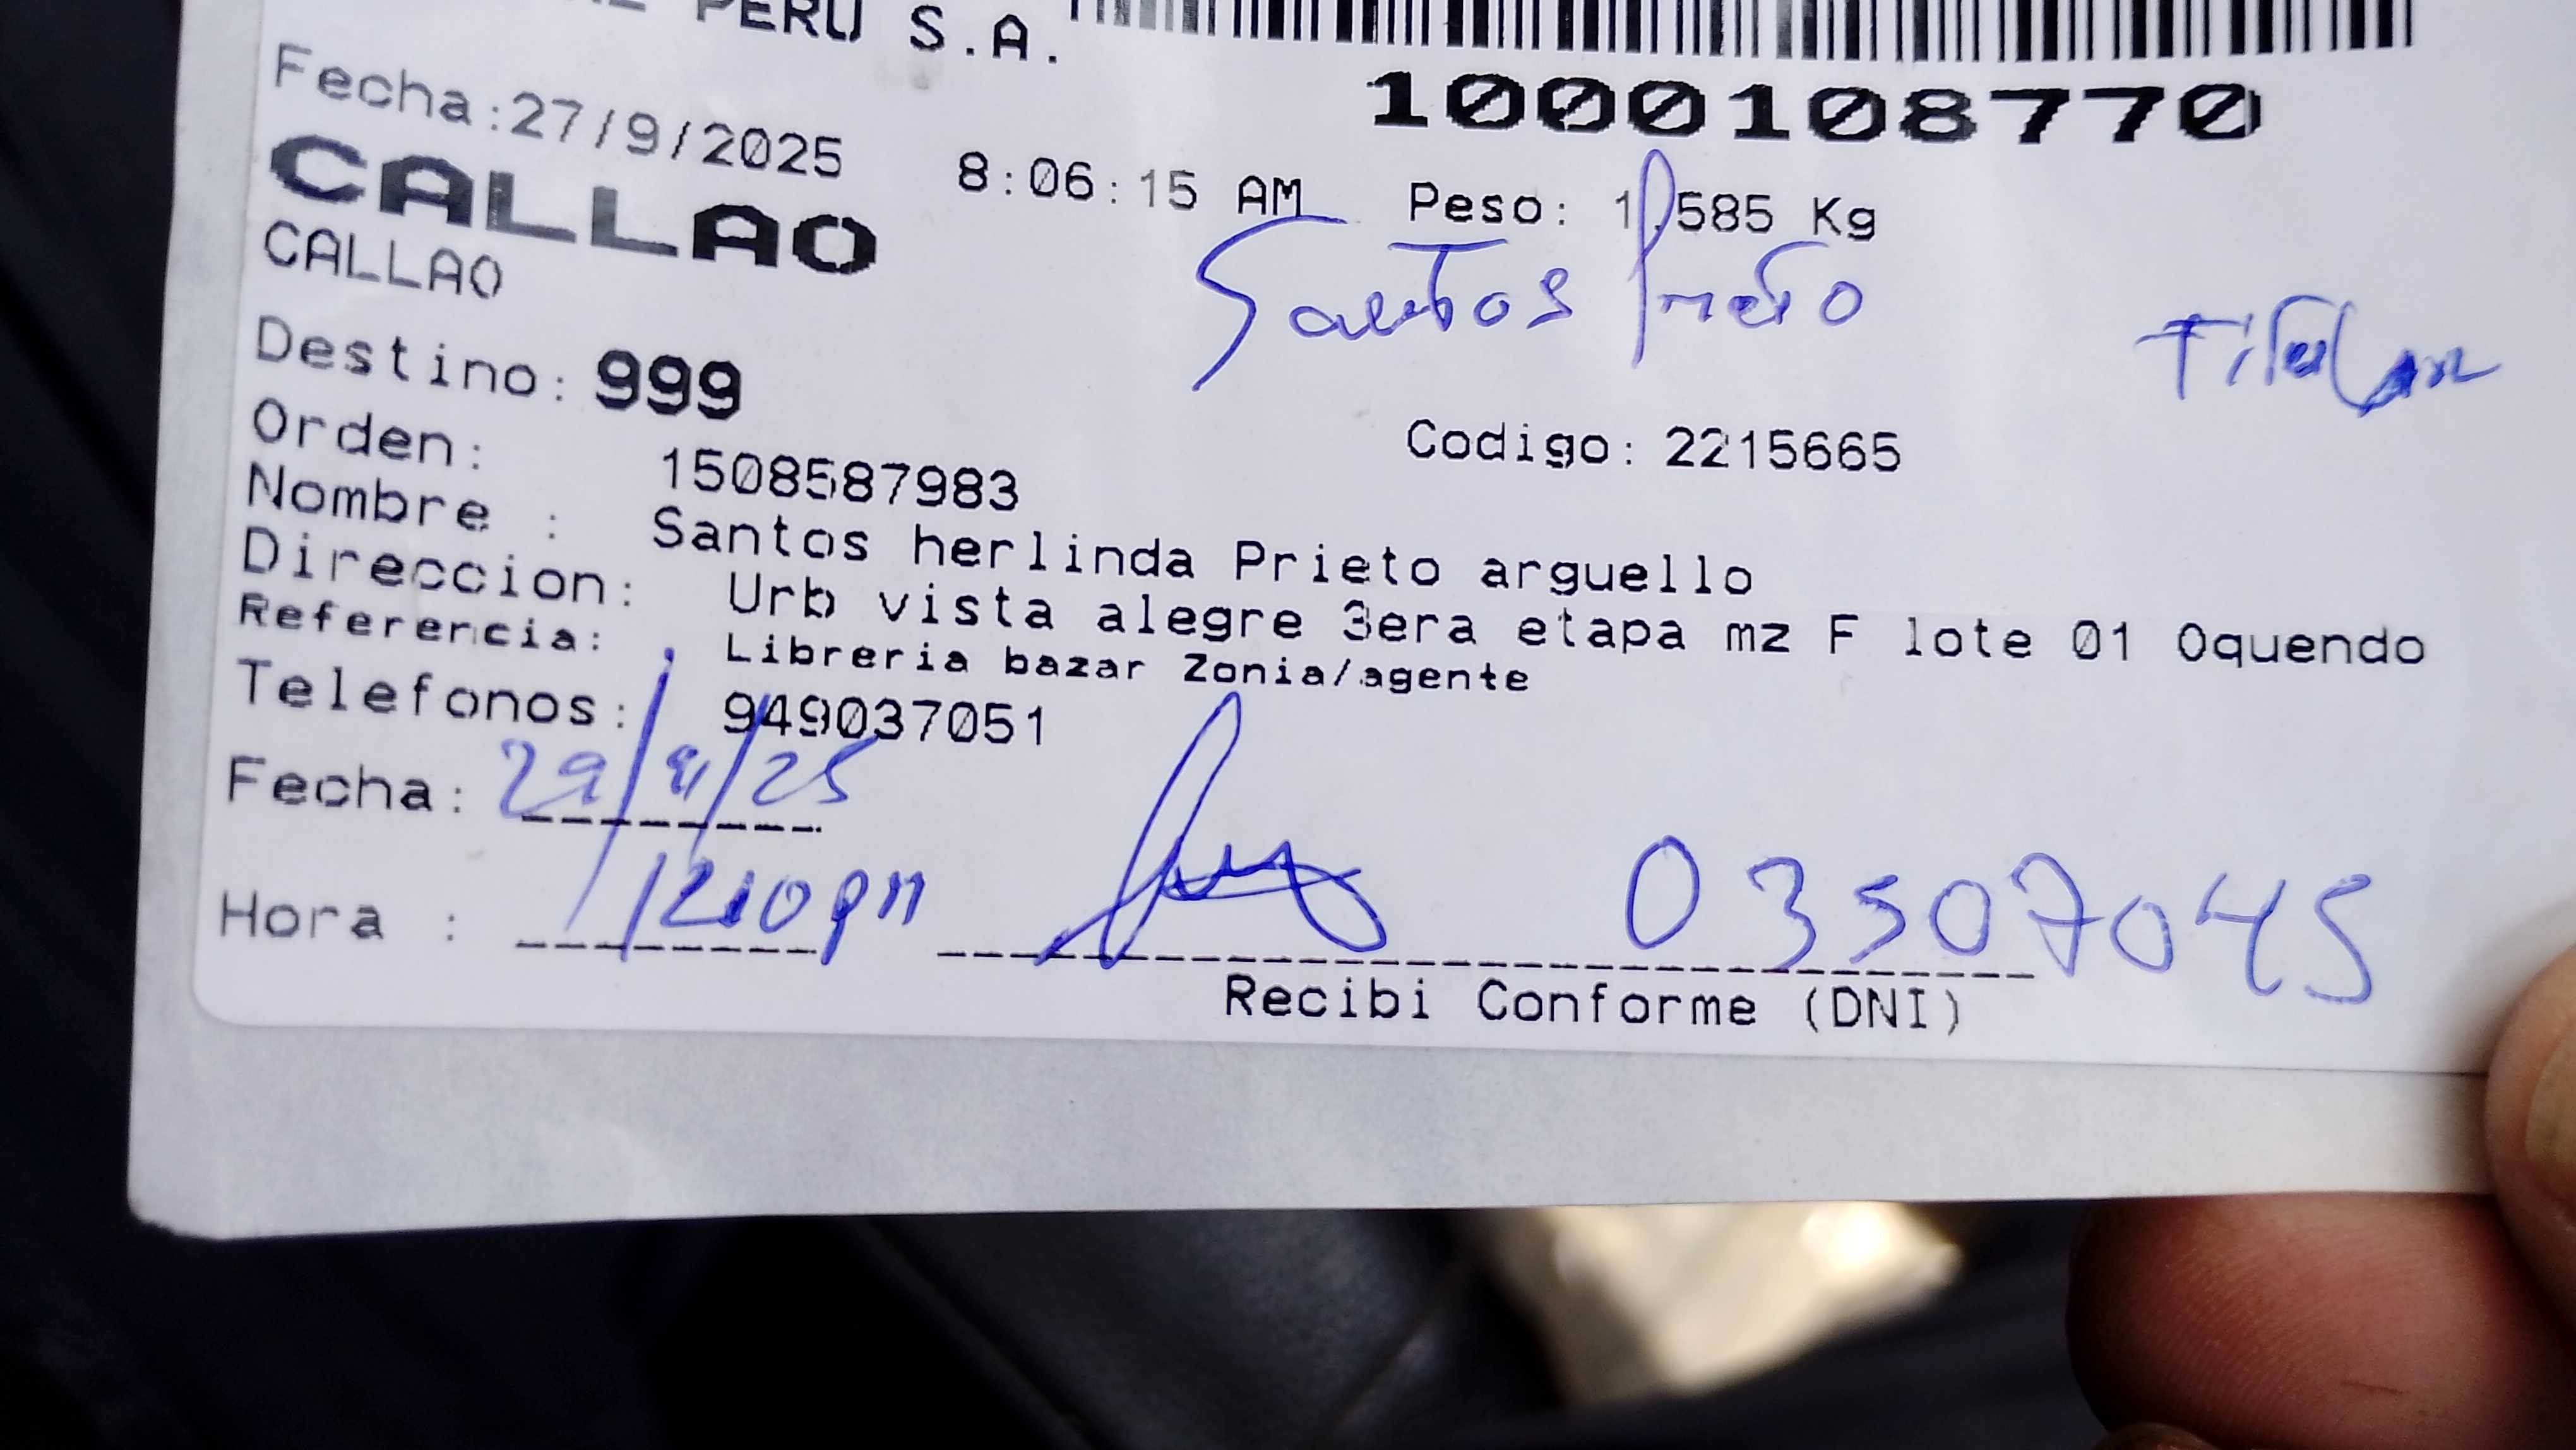 PERU S.A.
1000108770
Fecha:27/9/2025 8:06:15 AM Peso: 1.585 Kg
CALLAO
CALLAO
Santos Prieto
Titular
Destino: 999
Orden: 1508587983 Codigo: 2215665
Nombre : Santos herlinda Prieto arguello
Direccion: Urb vista alegre 3era etapa mz F lote 01 Oquendo
Referencia: Libreria bazar Zonia/agente
Telefonos: 949037051
Fecha: 29/9/25
Hora : 1210pm 03507045
Recibi Conforme (DNI)